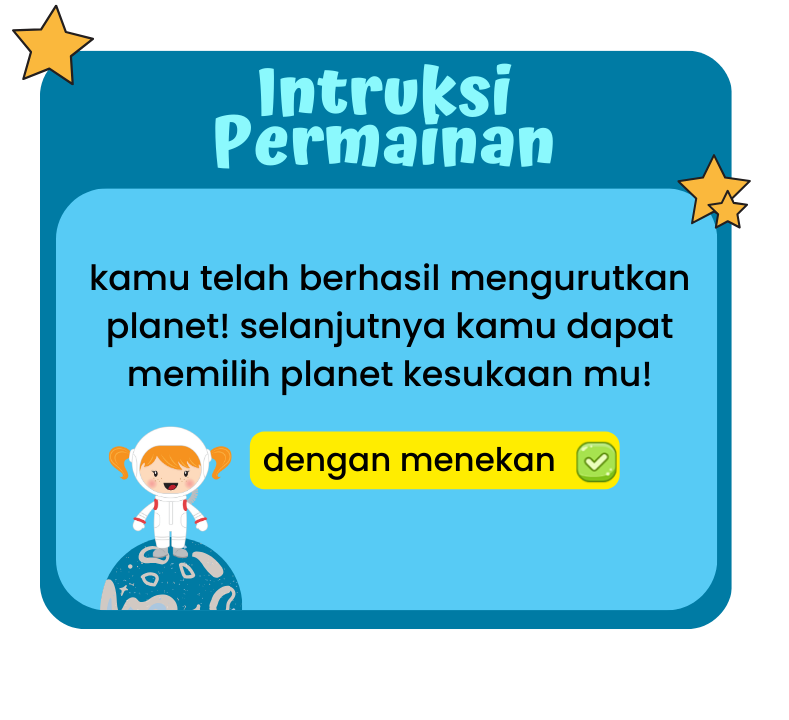 Intruksi
Permainan
kamu telah berhasil mengurutkan
planet! selanjutnya kamu dapat
memilih planet kesukaan mu!
dengan menekan